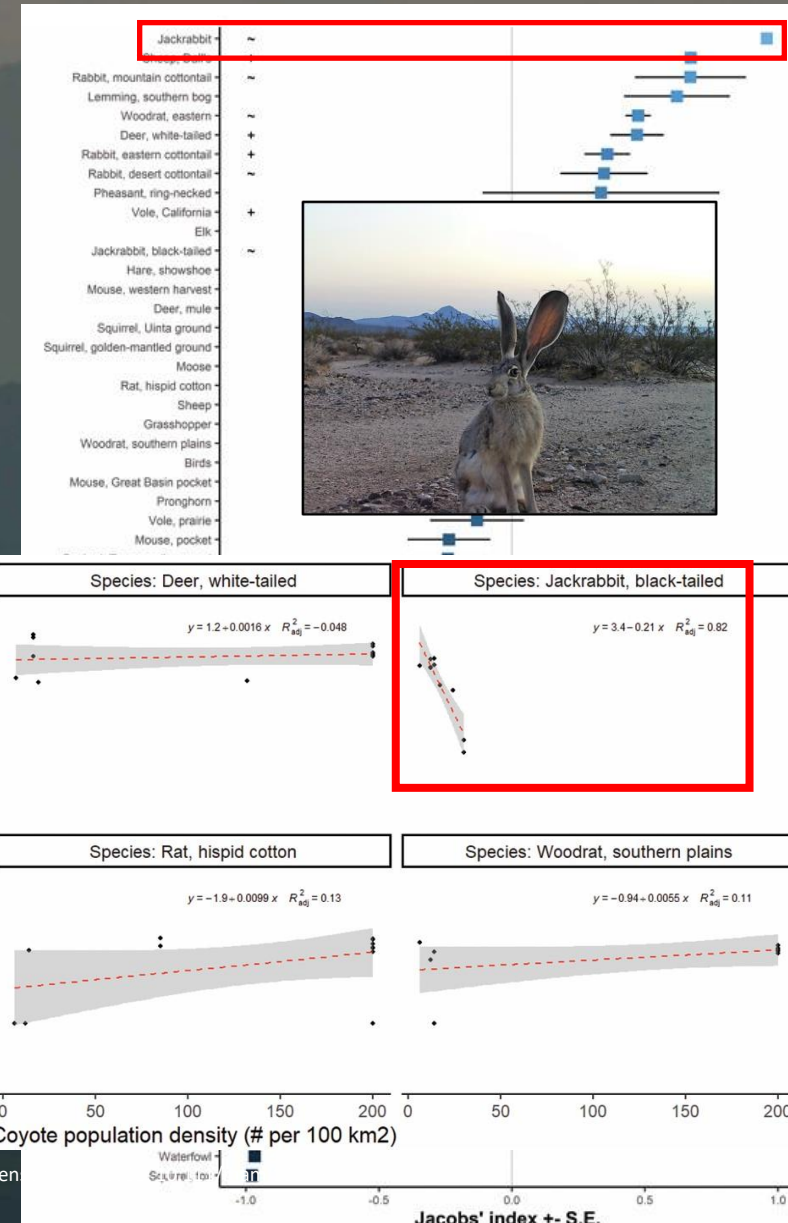 Jackrabbit ~
Sheep, Dall's +
Rabbit, mountain cottontail ~
Lemming, southern bog
Woodrat, eastern ~
Deer, white-tailed +
Rabbit, eastern cottontail +
Rabbit, desert cottontail ~
Pheasant, ring-necked
Vole, California +
Elk
Jackrabbit, black-tailed ~
Hare, showshoe
Mouse, western harvest
Deer, mule
Squirrel, Uinta ground
Squirrel, golden-mantled ground
Moose
Rat, hispid cotton
Sheep
Grasshopper
Woodrat, southern plains
Birds
Mouse, Great Basin pocket
Pronghorn
Vole, prairie
Mouse, pocket
Species: Deer, white-tailed
y = 1.2+0.0016 x R²adj = −0.048
Species: Jackrabbit, black-tailed
y = 3.4−0.21 x R²adj = 0.82
Species: Rat, hispid cotton
y = −1.9+0.0099 x R²adj = 0.13
Species: Woodrat, southern plains
y = −0.94+0.0055 x R²adj = 0.11
0 50 100 150 200 0 50 100 150 200
Coyote population density (# per 100 km2)
Waterfowl
Squirrel, fox
-1.0 -0.5 0.0 0.5 1.0
Jacobs' index +- S.E.